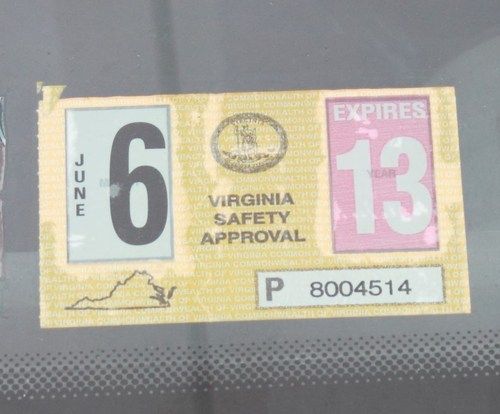 JUNE
6
VIRGINIA
SAFETY
APPROVAL
EXPIRES
13
YEAR
P 8004514